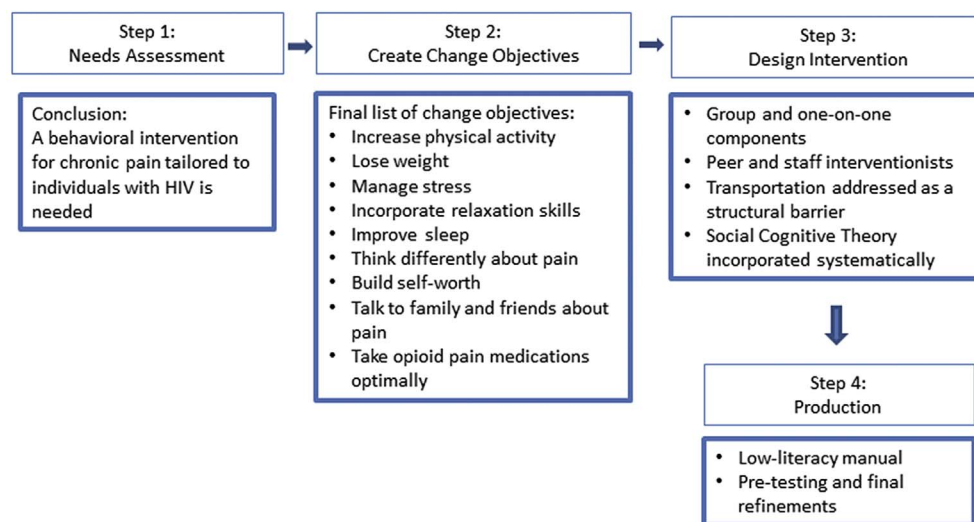 Step 1:
Needs Assessment
Conclusion:
A behavioral intervention
for chronic pain tailored to
individuals with HIV is
needed
Step 2:
Create Change Objectives
Final list of change objectives:
• Increase physical activity
• Lose weight
• Manage stress
• Incorporate relaxation skills
• Improve sleep
• Think differently about pain
• Build self-worth
• Talk to family and friends about
pain
• Take opioid pain medications
optimally
Step 3:
Design Intervention
• Group and one-on-one
components
• Peer and staff interventionists
• Transportation addressed as a
structural barrier
• Social Cognitive Theory
incorporated systematically
Step 4:
Production
• Low-literacy manual
• Pre-testing and final
refinements